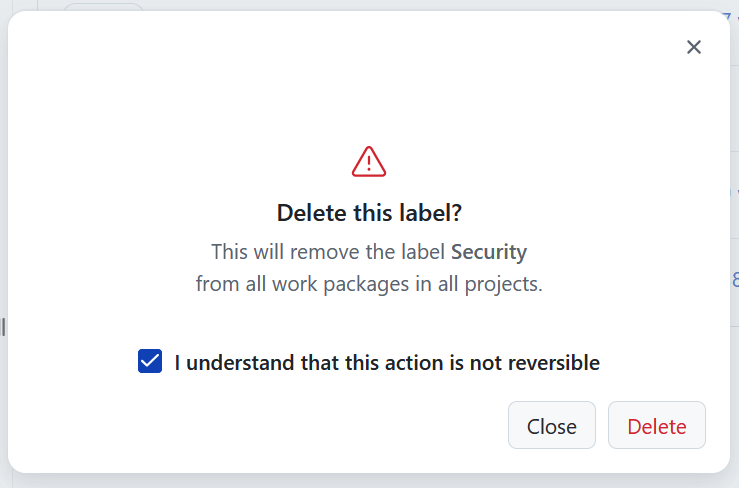 Delete this label?
This will remove the label Security
from all work packages in all projects.
I understand that this action is not reversible
Close
Delete